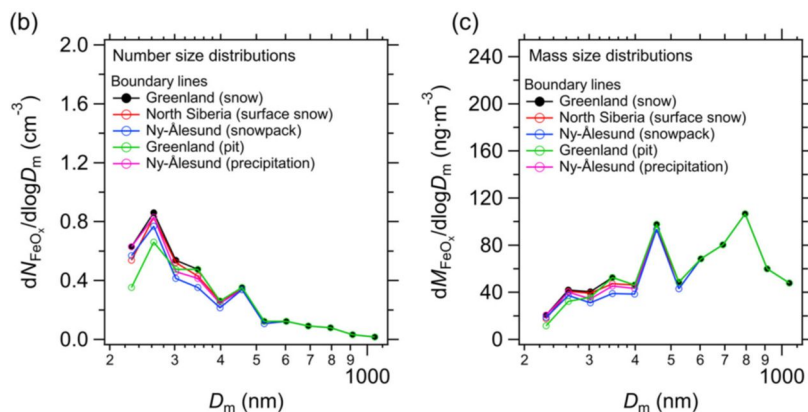 (b)
Number size distributions
Boundary lines
Greenland (snow)
North Siberia (surface snow)
Ny-Ålesund (snowpack)
Greenland (pit)
Ny-Ålesund (precipitation)
2.0
1.6
1.2
0.8
0.4
0.0
dN_FeOₓ/dlogD_m (cm⁻³)
2 3 4 5 6 7 8 9 1000 2
D_m (nm)
(c)
Mass size distributions
Boundary lines
Greenland (snow)
North Siberia (surface snow)
Ny-Ålesund (snowpack)
Greenland (pit)
Ny-Ålesund (precipitation)
240
200
160
120
80
40
0
dM_FeOₓ/dlogD_m (ng·m⁻³)
2 3 4 5 6 7 8 9 1000
D_m (nm)